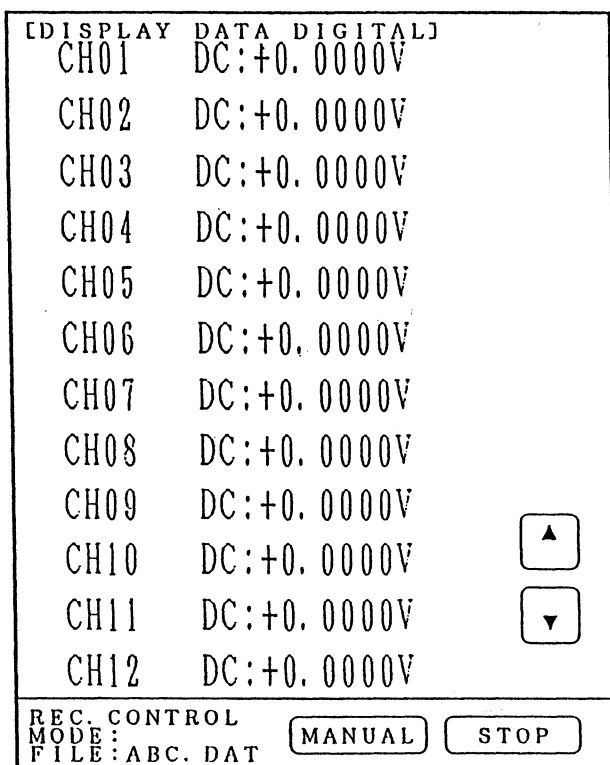 [DISPLAY DATA DIGITAL]
CH01 DC:+0.0000V
CH02 DC:+0.0000V
CH03 DC:+0.0000V
CH04 DC:+0.0000V
CH05 DC:+0.0000V
CH06 DC:+0.0000V
CH07 DC:+0.0000V
CH08 DC:+0.0000V
CH09 DC:+0.0000V
CH10 DC:+0.0000V
CH11 DC:+0.0000V
CH12 DC:+0.0000V
REC. CONTROL
MODE: MANUAL STOP
FILE:ABC. DAT